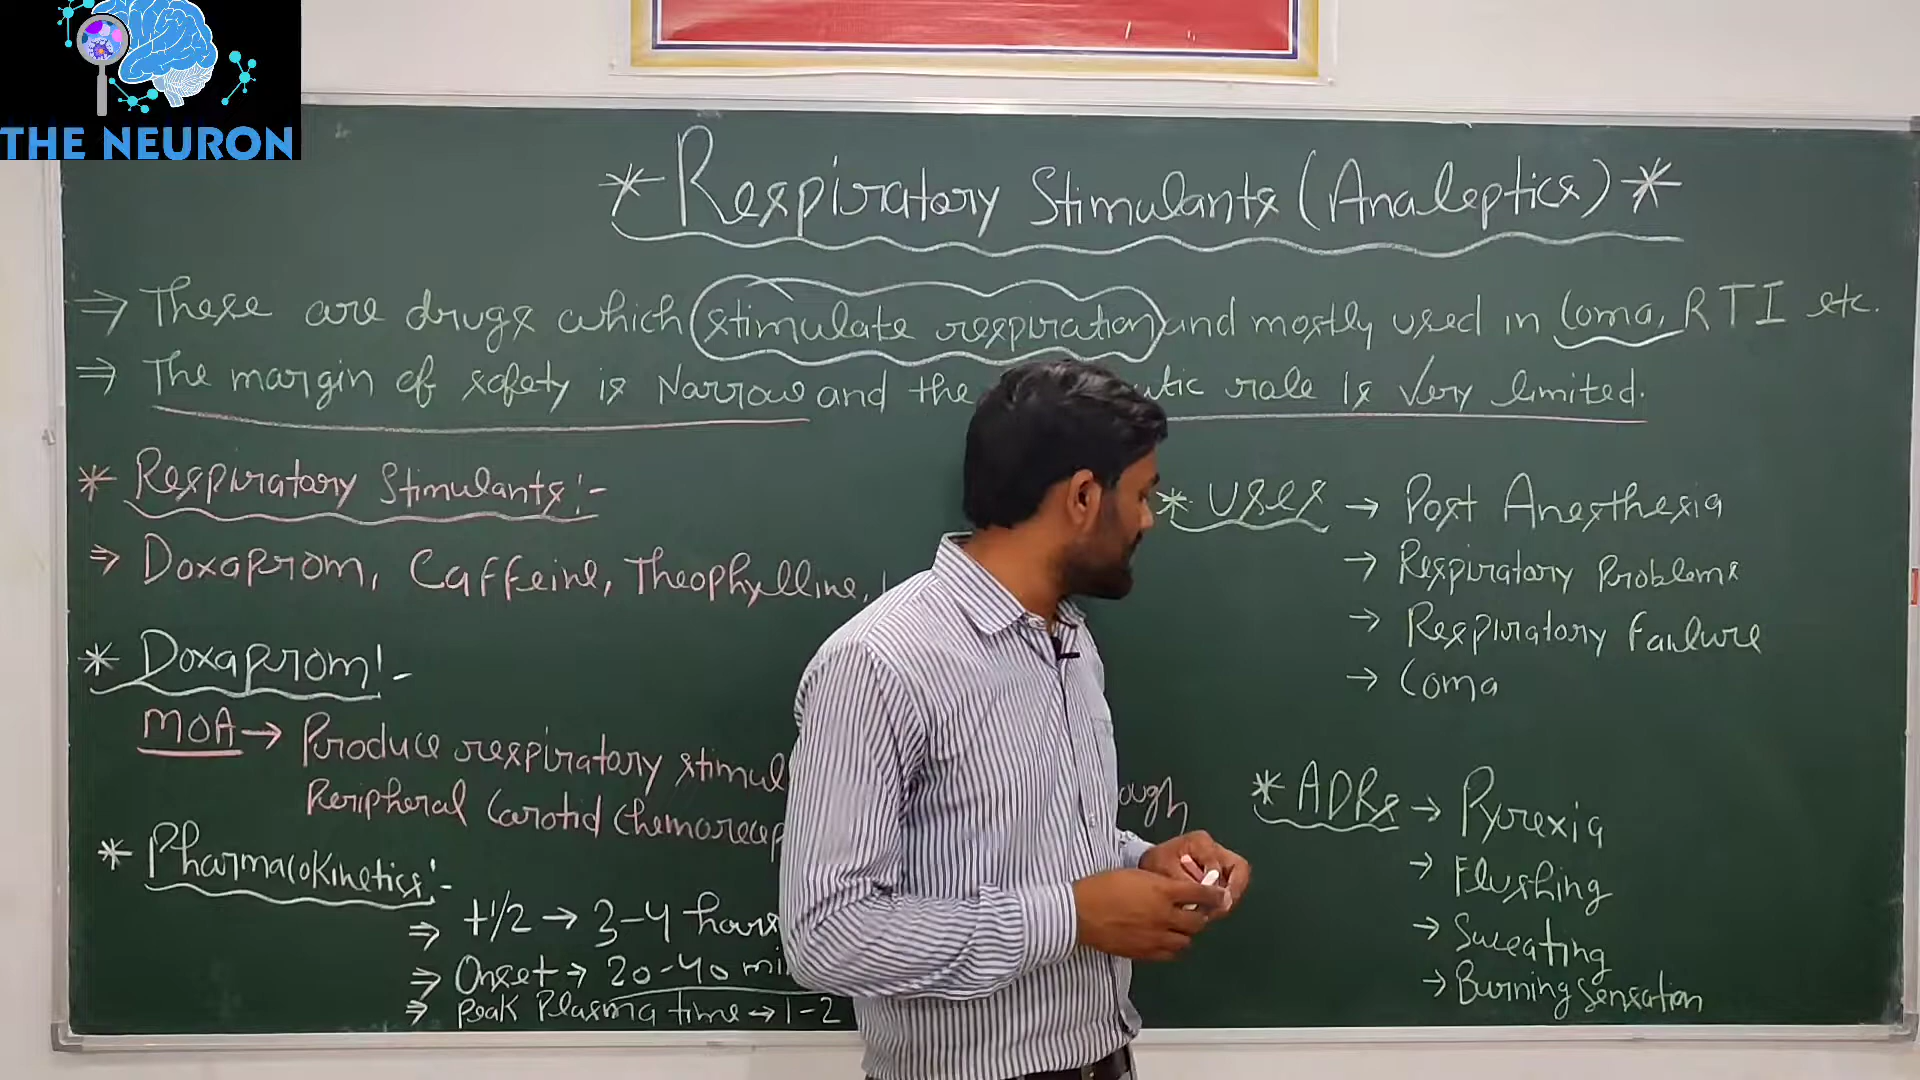 THE NEURON
* Respiratory Stimulants (Analeptics) *
⇒ These are drugs which stimulate respiration and mostly used in Coma, RTI etc.
⇒ The margin of safety is Narrow and the utic role is Very limited.
* Respiratory Stimulants:-
⇒ Doxaprom, Caffeine, Theophylline,
* Doxaprom:-
MOA → Produce respiratory stimul
Peripheral Carotid Chemorecep ough
* Pharmacokinetics:-
⇒ t1/2 → 3-4 hours
⇒ Onset → 20-40 mi
⇒ Peak Plasma time → 1-2
* Uses → Post Anesthesia
→ Respiratory Problems
→ Respiratory Failure
→ Coma
* ADRs → Pyrexia
→ Flushing
→ Sweating
→ Burning Sensation